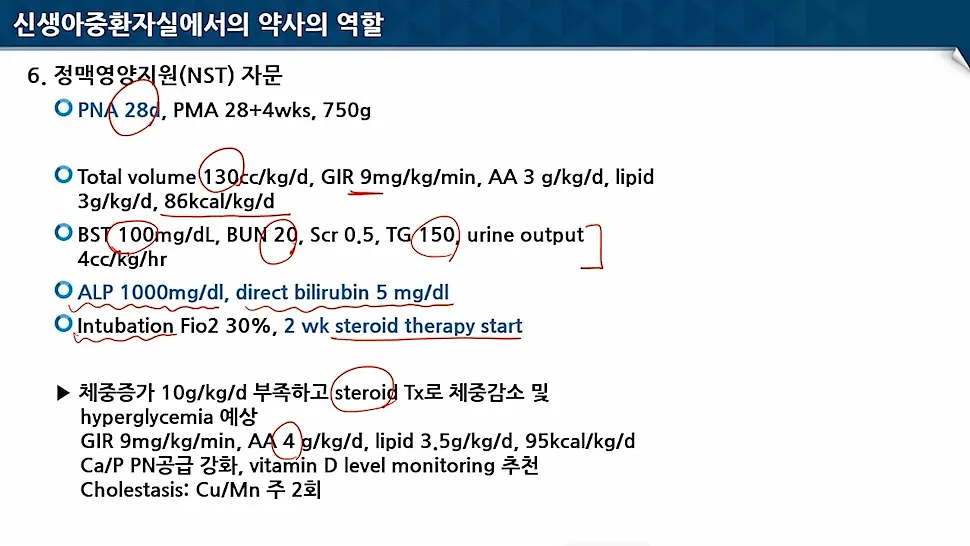 신생아중환자실에서의 약사의 역할
6. 정맥영양지원(NST) 자문
PNA 28d, PMA 28+4wks, 750g
Total volume 130cc/kg/d, GIR 9mg/kg/min, AA 3 g/kg/d, lipid
3g/kg/d, 86kcal/kg/d
BST 100mg/dL, BUN 20, Scr 0.5, TG 150, urine output
4cc/kg/hr
ALP 1000mg/dl, direct bilirubin 5 mg/dl
Intubation Fio2 30%, 2 wk steroid therapy start
▶ 체중증가 10g/kg/d 부족하고 steroid Tx로 체중감소 및
hyperglycemia 예상
GIR 9mg/kg/min, AA 4 g/kg/d, lipid 3.5g/kg/d, 95kcal/kg/d
Ca/P PN공급 강화, vitamin D level monitoring 추천
Cholestasis: Cu/Mn 주 2회